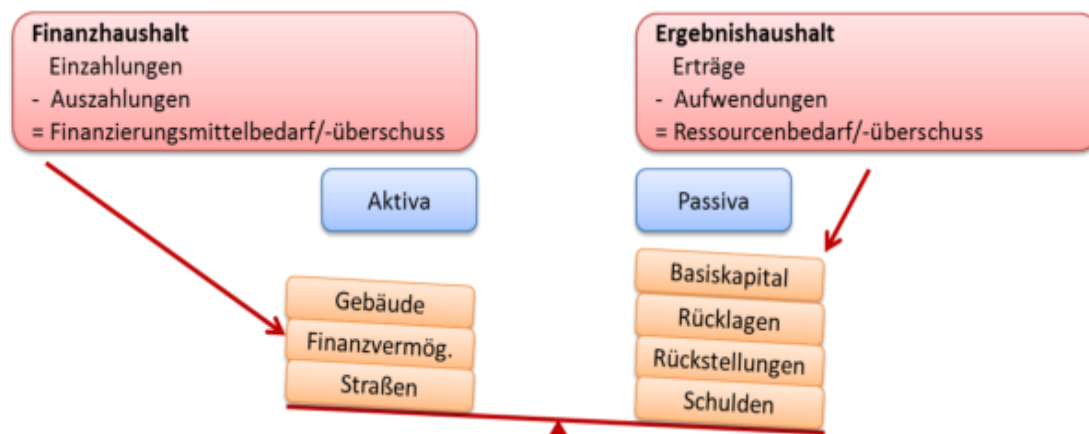 Finanzhaushalt
Einzahlungen
- Auszahlungen
= Finanzierungsmittelbedarf/-überschuss
Ergebnishaushalt
Erträge
- Aufwendungen
= Ressourcenbedarf/-überschuss
Aktiva
Passiva
Gebäude
Finanzvermög.
Straßen
Basiskapital
Rücklagen
Rückstellungen
Schulden